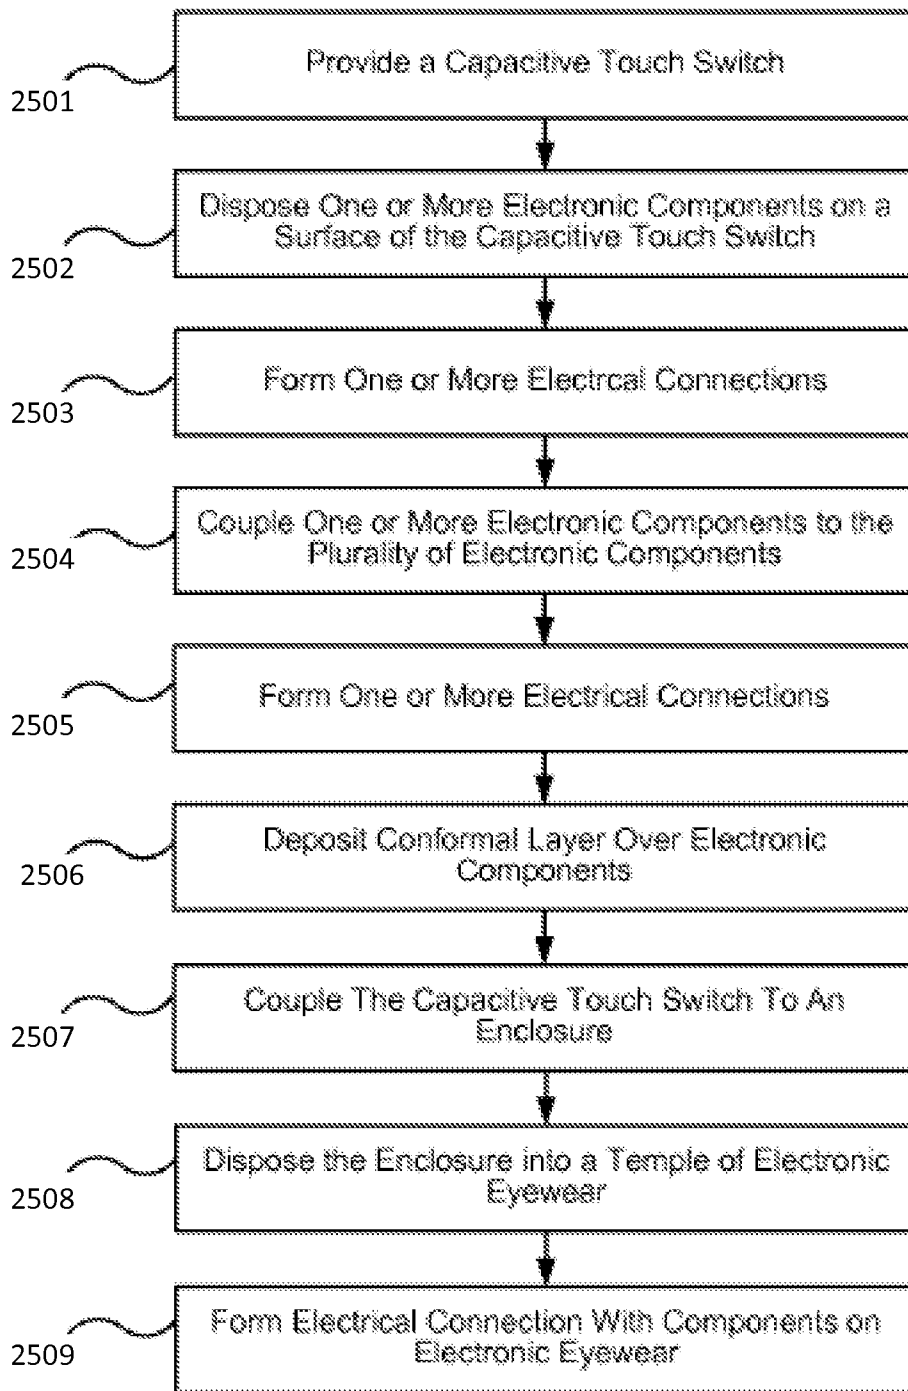 Provide a Capacitive Touch Switch
2501
Dispose One or More Electronic Components on a
Surface of the Capacitive Touch Switch
2502
Form One or More Electrcal Connections
2503
Couple One or More Electronic Components to the
Plurality of Electronic Components
2504
Form One or More Electrical Connections
2505
Deposit Conformal Layer Over Electronic
Components
2506
Couple The Capacitive Touch Switch To An
Enclosure
2507
Dispose the Enclosure into a Temple of Electronic
Eyewear
2508
Form Electrical Connection With Components on
Electronic Eyewear
2509